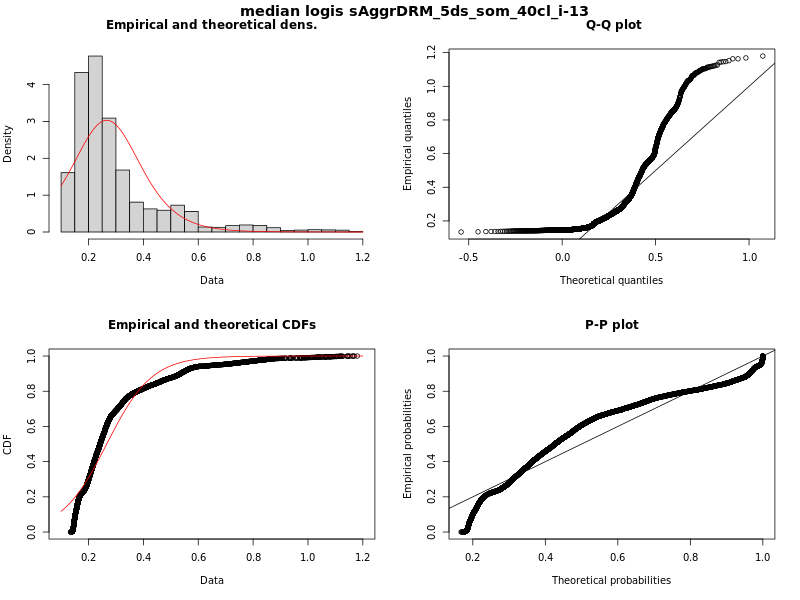 median logis sAggrDRM_5ds_som_40cl_i-13
Empirical and theoretical dens.
Density
0 1 2 3 4
0.2 0.4 0.6 0.8 1.0 1.2
Data
Q-Q plot
Empirical quantiles
0.2 0.4 0.6 0.8 1.0 1.2
-0.5 0.0 0.5 1.0
Theoretical quantiles
Empirical and theoretical CDFs
CDF
0.0 0.2 0.4 0.6 0.8 1.0
0.2 0.4 0.6 0.8 1.0 1.2
Data
P-P plot
Empirical probabilities
0.0 0.2 0.4 0.6 0.8 1.0
0.2 0.4 0.6 0.8 1.0
Theoretical probabilities